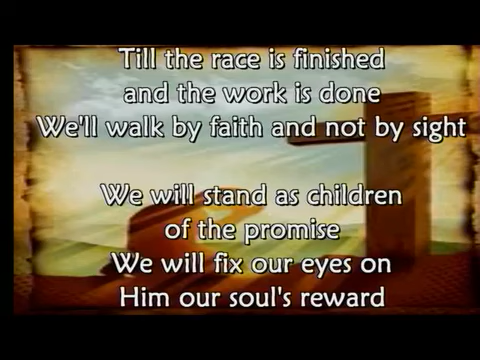 Till the race is finished
and the work is done
We'll walk by faith and not by sight
We will stand as children
of the promise
We will fix our eyes on
Him our soul's reward